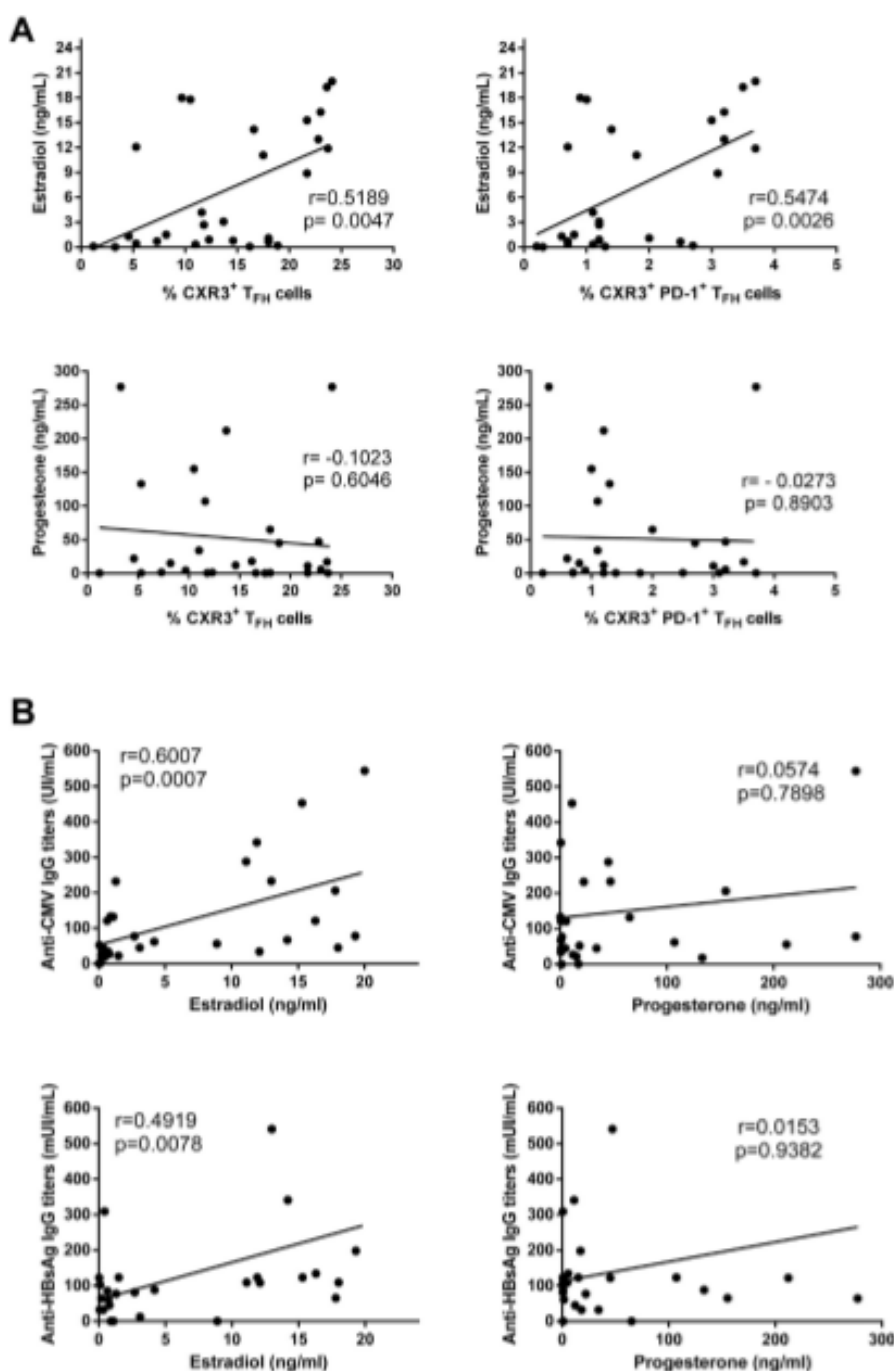 A
Estradiol (ng/mL)
24
21
18
15
12
9
6
3
0
r=0.5189
p= 0.0047
0 5 10 15 20 25 30
% CXR3+ TFH cells
Estradiol (ng/mL)
24
21
18
15
12
9
6
3
0
r=0.5474
p= 0.0026
0 1 2 3 4 5
% CXR3+ PD-1+ TFH cells
Progesteone (ng/mL)
300
250
200
150
100
50
0
r= -0.1023
p= 0.6046
0 5 10 15 20 25 30
% CXR3+ TFH cells
Progesteone (ng/mL)
300
250
200
150
100
50
0
r= - 0.0273
p= 0.8903
0 1 2 3 4 5
% CXR3+ PD-1+ TFH cells
B
Anti-CMV IgG titers (UI/mL)
600
500
400
300
200
100
0
r=0.6007
p=0.0007
0 5 10 15 20
Estradiol (ng/ml)
Anti-CMV IgG titers (UI/mL)
600
500
400
300
200
100
0
r=0.0574
p=0.7898
0 100 200 300
Progesterone (ng/ml)
Anti-HBsAg IgG titers (mUI/mL)
600
500
400
300
200
100
0
r=0.4919
p=0.0078
0 5 10 15 20
Estradiol (ng/ml)
Anti-HBsAg IgG titers (mUI/mL)
600
500
400
300
200
100
0
r=0.0153
p=0.9382
0 100 200 300
Progesterone (ng/ml)